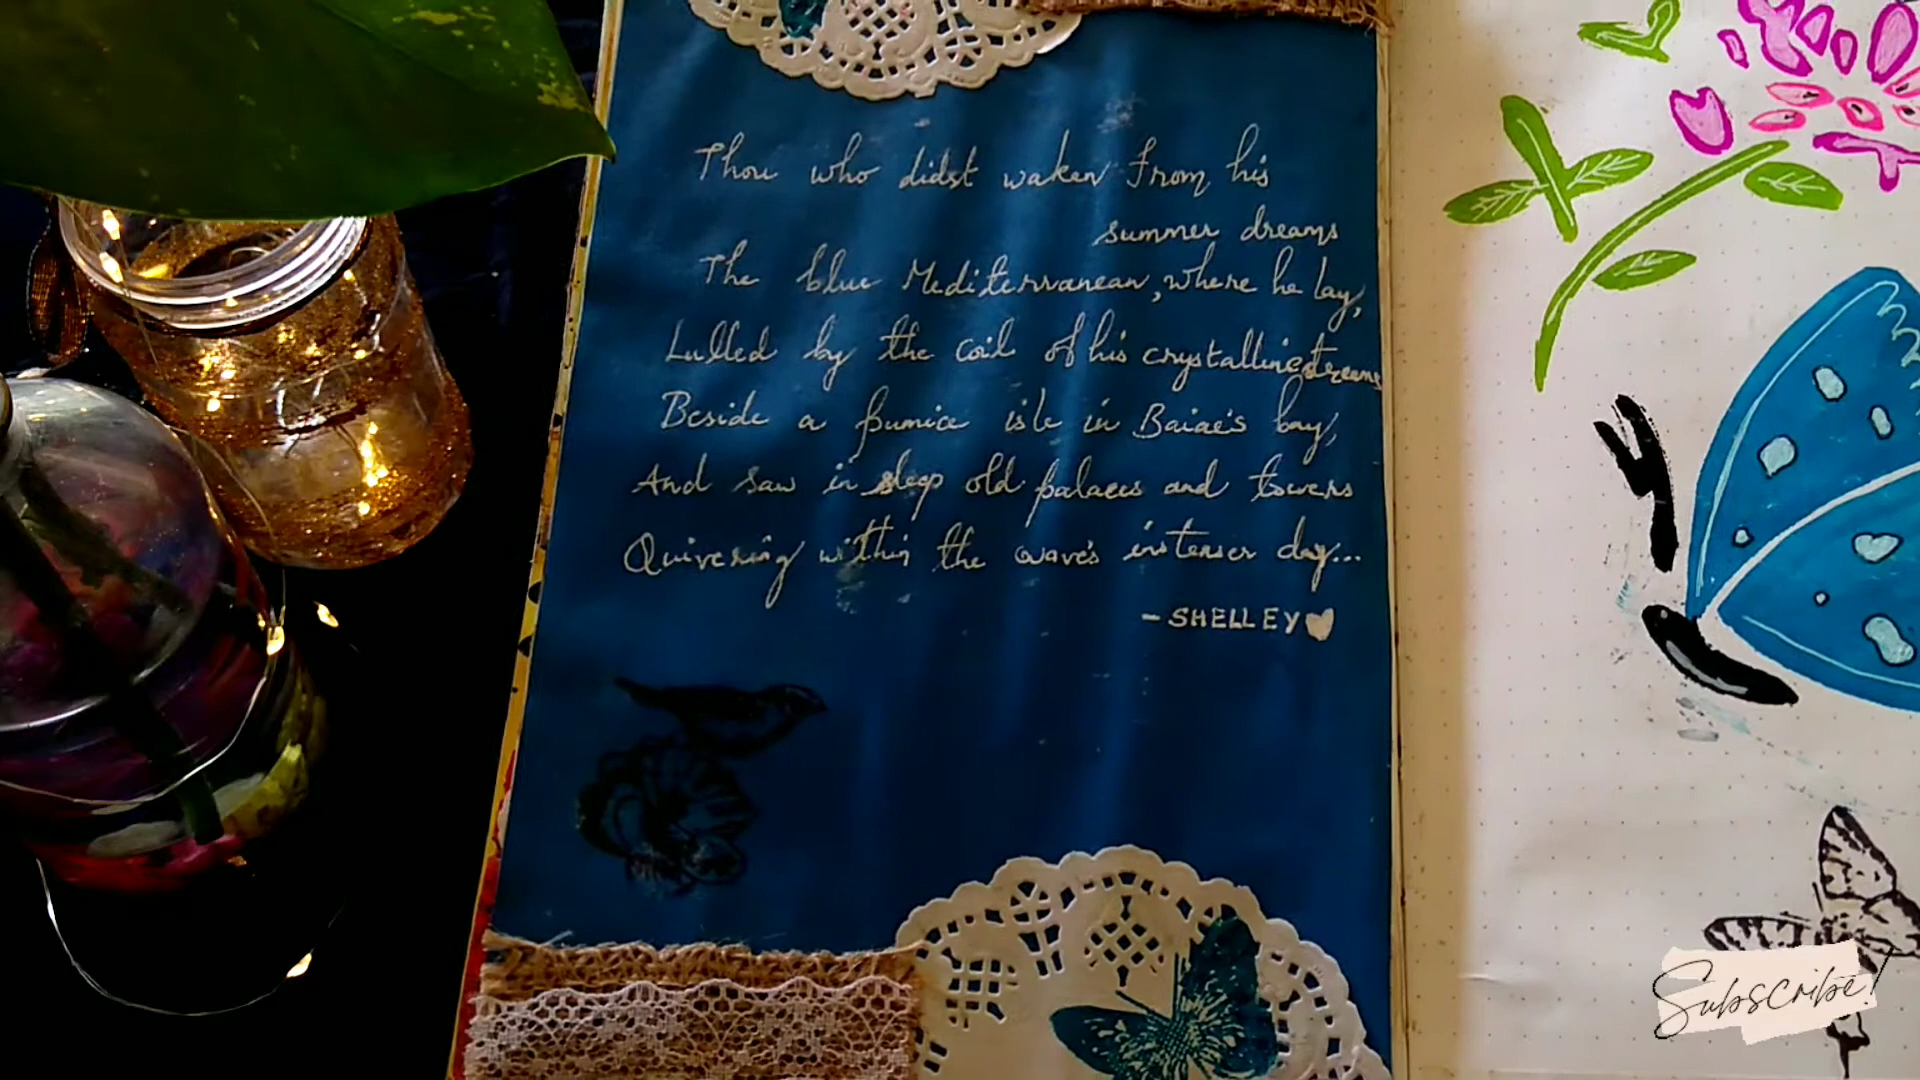 Thou who didst waken from his
summer dreams
The blue Mediterranean, where he lay,
Lulled by the coil of his crystalline streams
Beside a pumice isle in Baiae's bay,
And saw in sleep old palaces and towers
Quivering within the wave's intenser day...
- SHELLEY
Subscribe!